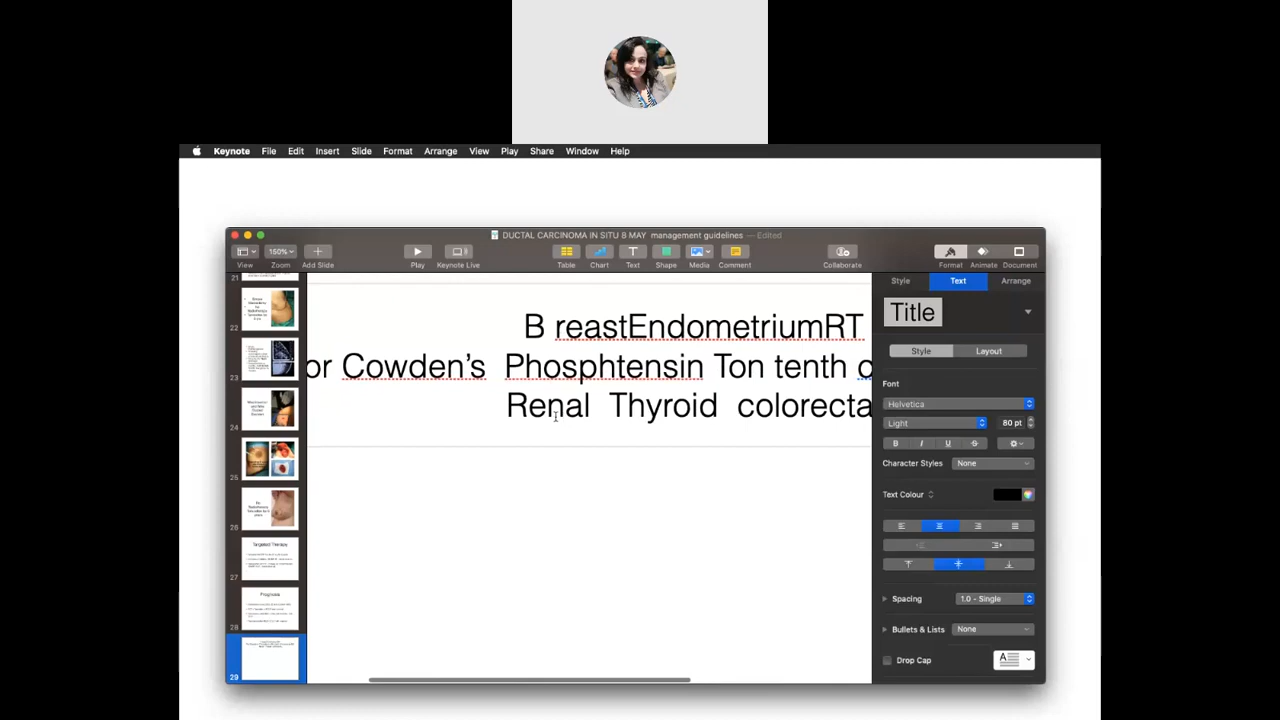 Keynote File Edit Insert Slide Format Arrange View Play Share Window Help
DUCTAL CARCINOMA IN SITU 8 MAY management guidelines — Edited
150%
View Zoom Add Slide Play Keynote Live Table Chart Text Shape Media Comment Collaborate Format Animate Document
21
22
23
24
25
26
Targeted Therapy
27
Prognosis
28
29
B reastEndometriumRT
or Cowden’s Phosphtensin Ton tenth
Renal Thyroid colorecta
Style Text Arrange
Title
Style Layout
Font
Helvetica
Light 80 pt
B I U S
Character Styles None
Text Colour
Spacing 1.0 - Single
Bullets & Lists None
Drop Cap A